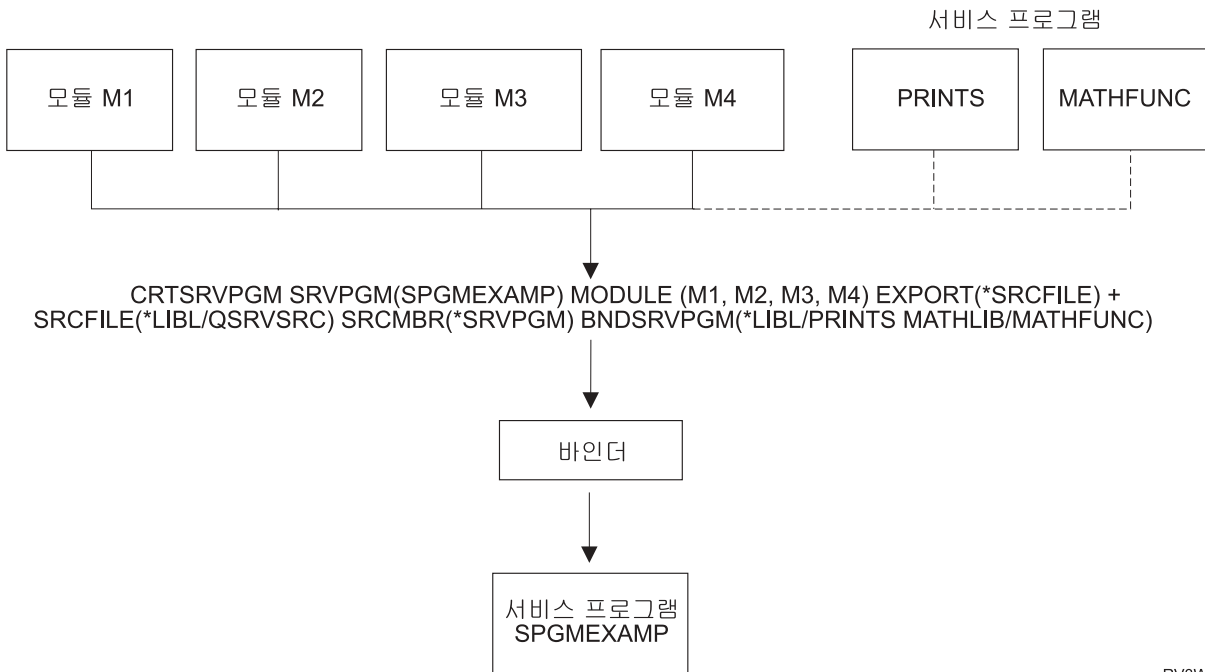 서비스 프로그램
모듈 M1
모듈 M2
모듈 M3
모듈 M4
PRINTS
MATHFUNC
CRTSRVPGM SRVPGM(SPGMEXAMP) MODULE (M1, M2, M3, M4) EXPORT(*SRCFILE) +
SRCFILE(*LIBL/QSRVSRC) SRCMBR(*SRVPGM) BNDSRVPGM(*LIBL/PRINTS MATHLIB/MATHFUNC)
바인더
서비스 프로그램
SPGMEXAMP